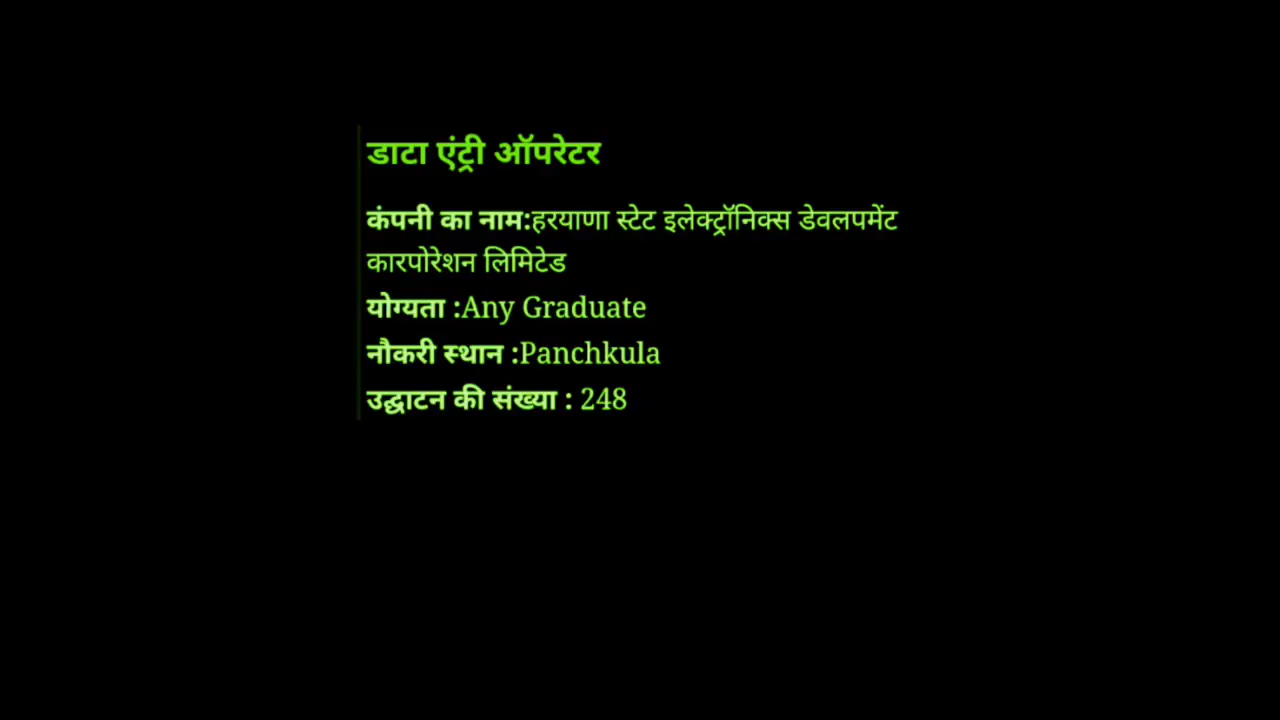 डाटा एंट्री ऑपरेटर
कंपनी का नाम:हरयाणा स्टेट इलेक्ट्रॉनिक्स डेवलपमेंट
कारपोरेशन लिमिटेड
योग्यता :Any Graduate
नौकरी स्थान :Panchkula
उद्घाटन की संख्या : 248